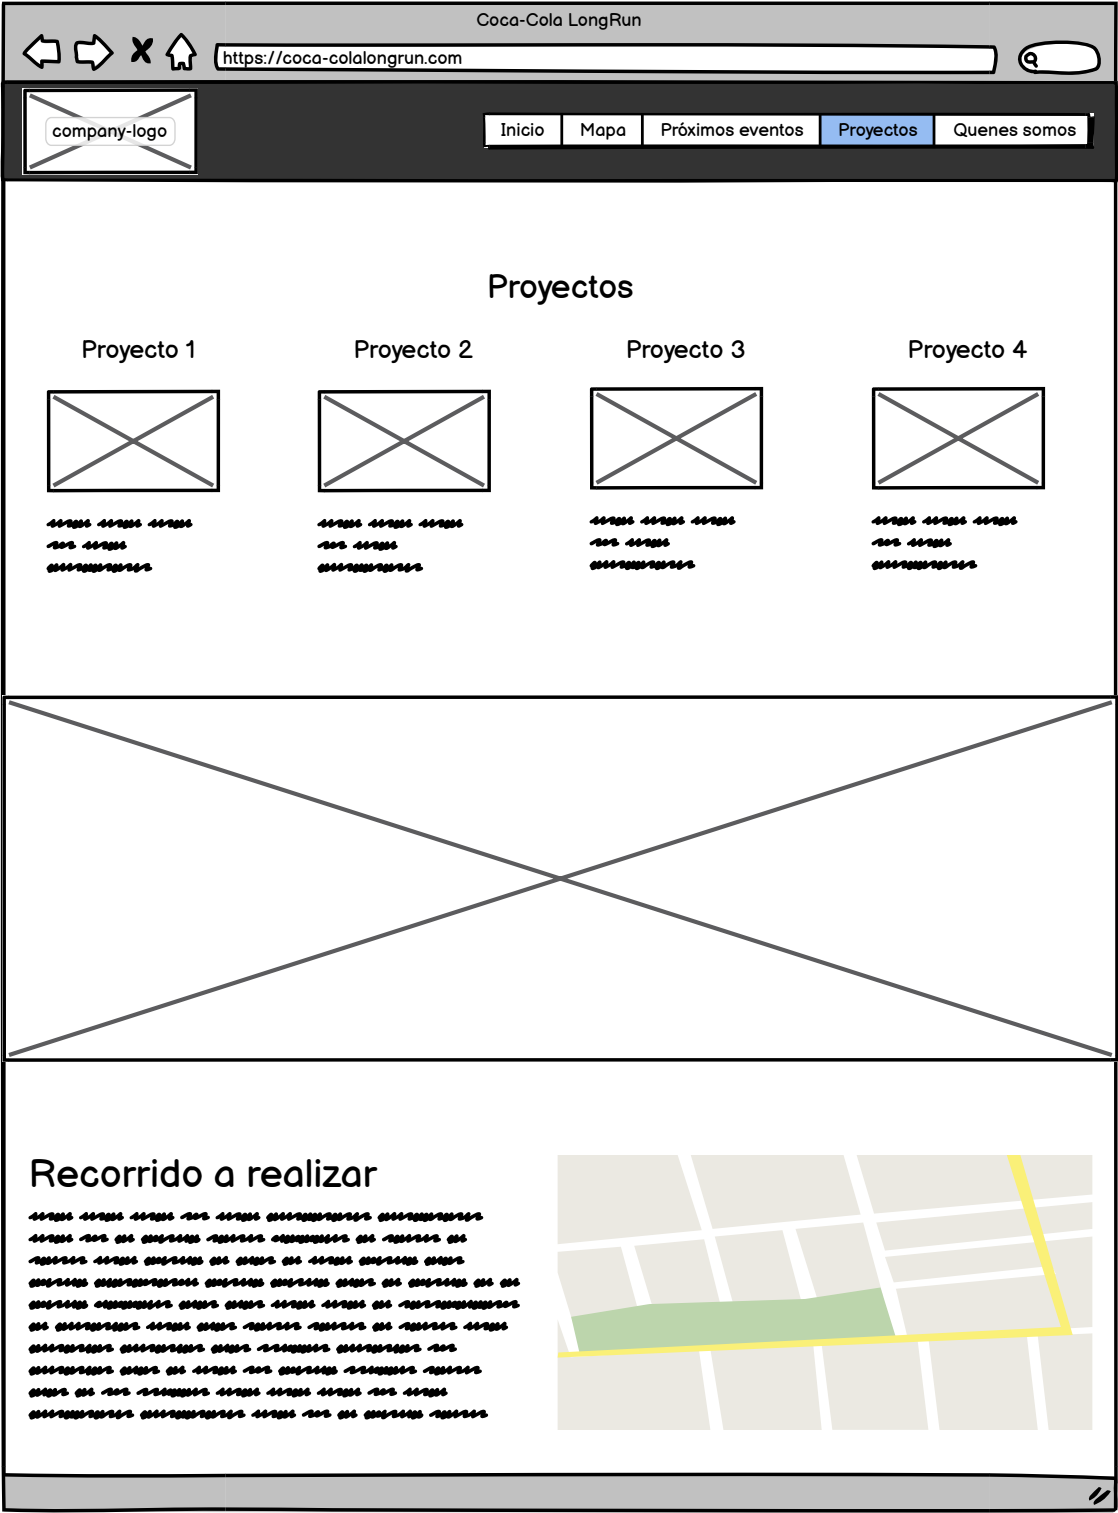 Coca-Cola LongRun
https://coca-colalongrun.com
company-logo
Inicio
Mapa
Próximos eventos
Proyectos
Quenes somos
Proyectos
Proyecto 1
Proyecto 2
Proyecto 3
Proyecto 4
Recorrido a realizar